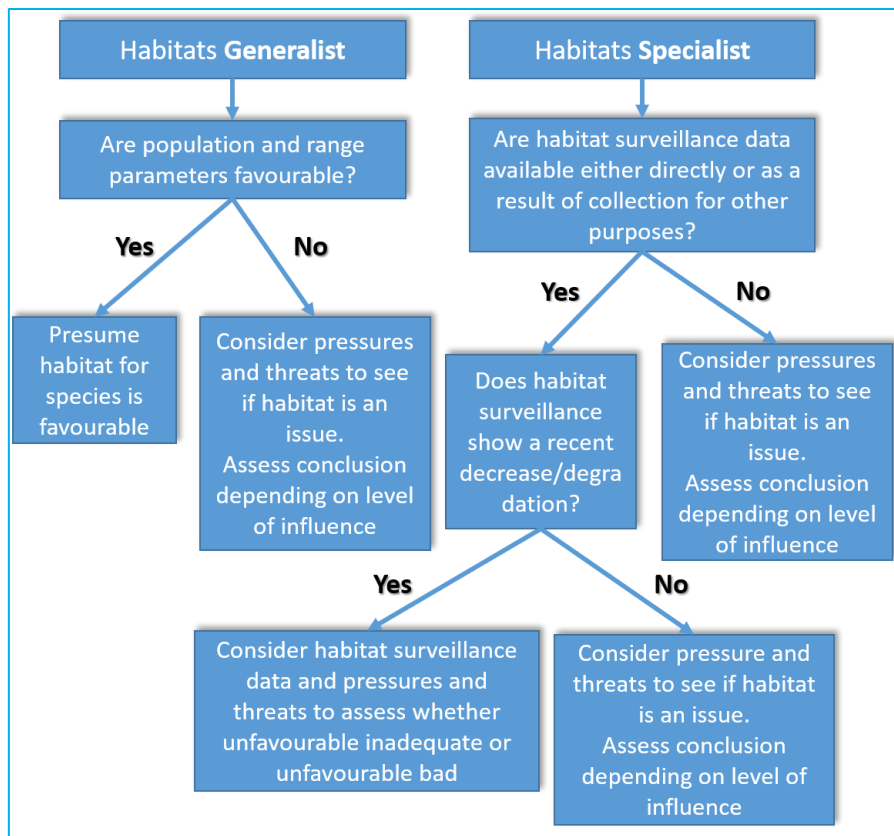 Habitats Generalist
Habitats Specialist
Are population and range
parameters favourable?
Are habitat surveillance data
available either directly or as a
result of collection for other
purposes?
Yes
No
Yes
No
Presume
habitat for
species is
favourable
Consider pressures
and threats to see
if habitat is an
issue.
Assess conclusion
depending on level
of influence
Does habitat
surveillance
show a recent
decrease/degra
dation?
Consider pressures
and threats to see
if habitat is an
issue.
Assess conclusion
depending on level
of influence
Yes
No
Consider habitat surveillance
data and pressures and
threats to assess whether
unfavourable inadequate or
unfavourable bad
Consider pressure and
threats to see if habitat
is an issue.
Assess conclusion
depending on level of
influence